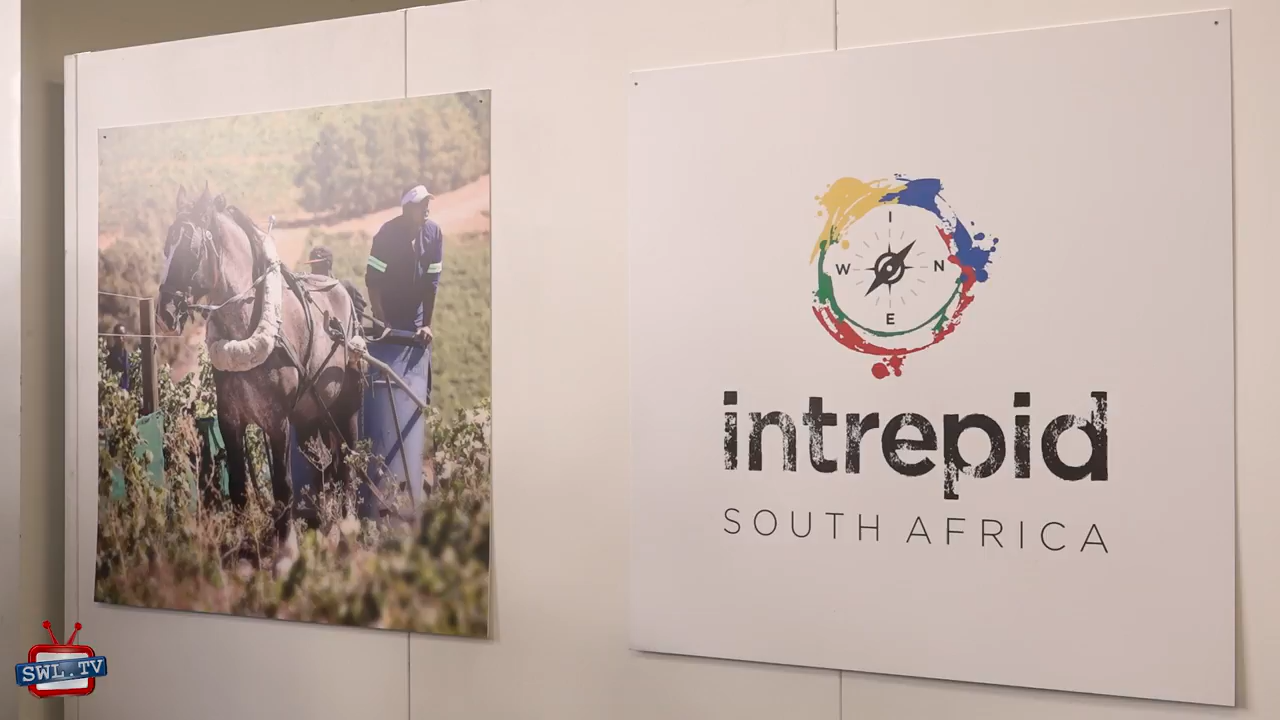 I
W N
E
intrepid
SOUTH AFRICA
SWL.TV